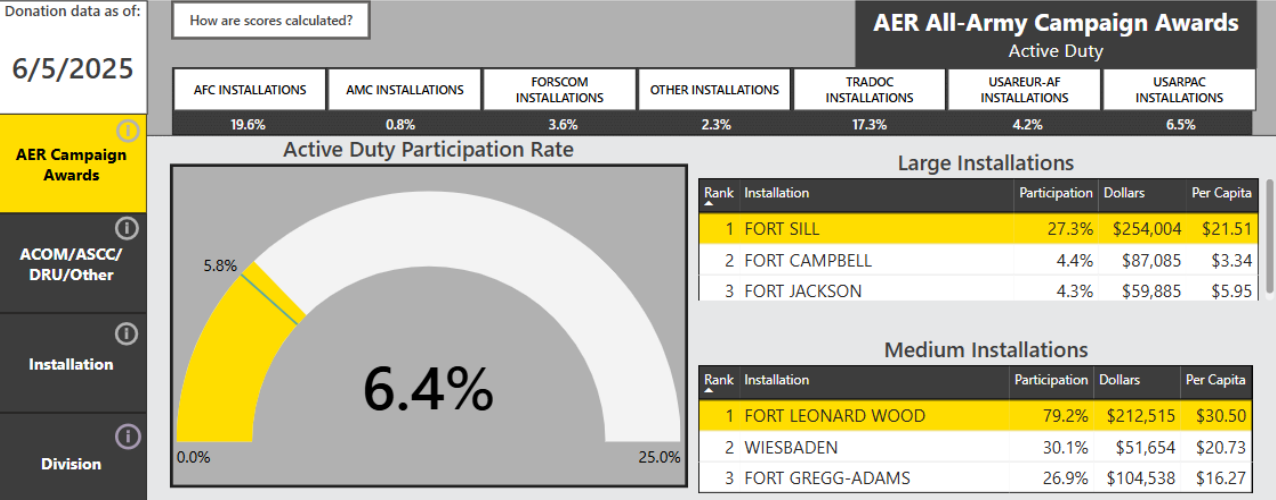 Donation data as of:
6/5/2025
How are scores calculated?
AER All-Army Campaign Awards
Active Duty
AFC INSTALLATIONS
19.6%
AMC INSTALLATIONS
0.8%
FORSCOM
INSTALLATIONS
3.6%
OTHER INSTALLATIONS
2.3%
TRADOC
INSTALLATIONS
17.3%
USAREUR-AF
INSTALLATIONS
4.2%
USARPAC
INSTALLATIONS
6.5%
AER Campaign
Awards
ACOM/ASCC/
DRU/Other
Installation
Division
Active Duty Participation Rate
5.8%
6.4%
0.0%
25.0%
Large Installations
Rank Installation Participation Dollars Per Capita
1 FORT SILL 27.3% $254,004 $21.51
2 FORT CAMPBELL 4.4% $87,085 $3.34
3 FORT JACKSON 4.3% $59,885 $5.95
Medium Installations
Rank Installation Participation Dollars Per Capita
1 FORT LEONARD WOOD 79.2% $212,515 $30.50
2 WIESBADEN 30.1% $51,654 $20.73
3 FORT GREGG-ADAMS 26.9% $104,538 $16.27